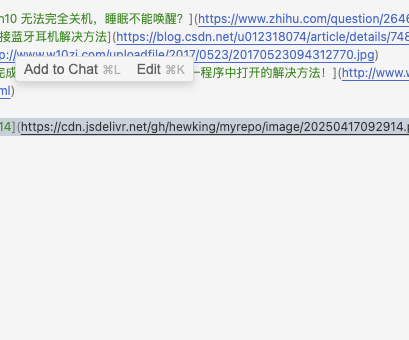 n10 无法完全关机，睡眠不能唤醒？](https://www.zhihu.com/question/2646
接蓝牙耳机解决方法](https://blog.csdn.net/u012318074/article/details/748
p://www.w10zj.com/uploadfile/2017/0523/20170523094312770.jpg)
完成 一程序中打开的解决方法！](http://www.w
ml)
Add to Chat ⌘L Edit ⌘K
14](https://cdn.jsdelivr.net/gh/hewking/myrepo/image/20250417092914.p